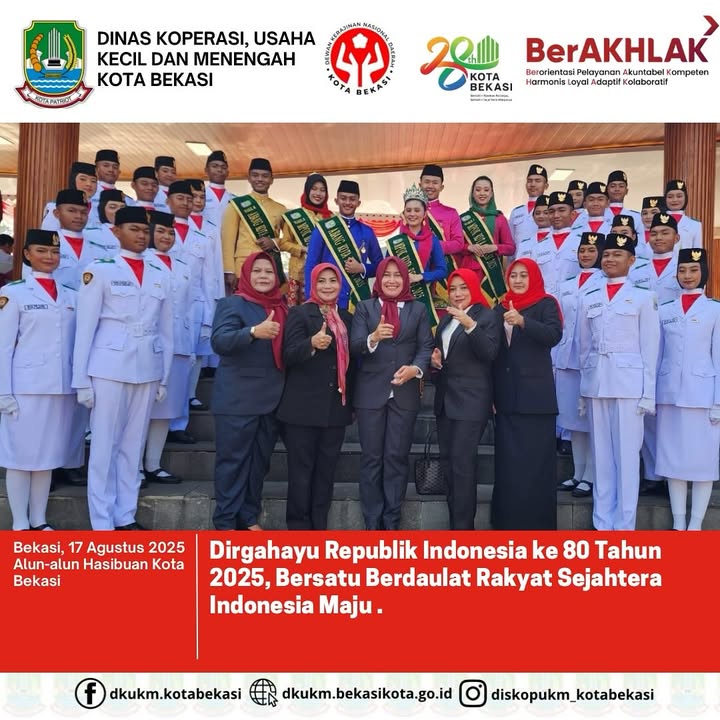 DINAS KOPERASI, USAHA
KECIL DAN MENENGAH
KOTA BEKASI
KOTA PATRIOT
DEWAN KERAJINAN NASIONAL DAERAH
KOTA BEKASI
28th
KOTA
BEKASI
BerAKHLAK
Berorientasi Pelayanan Akuntabel Kompeten
Harmonis Loyal Adaptif Kolaboratif
Bekasi, 17 Agustus 2025
Alun-alun Hasibuan Kota
Bekasi
Dirgahayu Republik Indonesia ke 80 Tahun
2025, Bersatu Berdaulat Rakyat Sejahtera
Indonesia Maju .
dkukm.kotabekasi
dkukm.bekasikota.go.id
diskopukm_kotabekasi